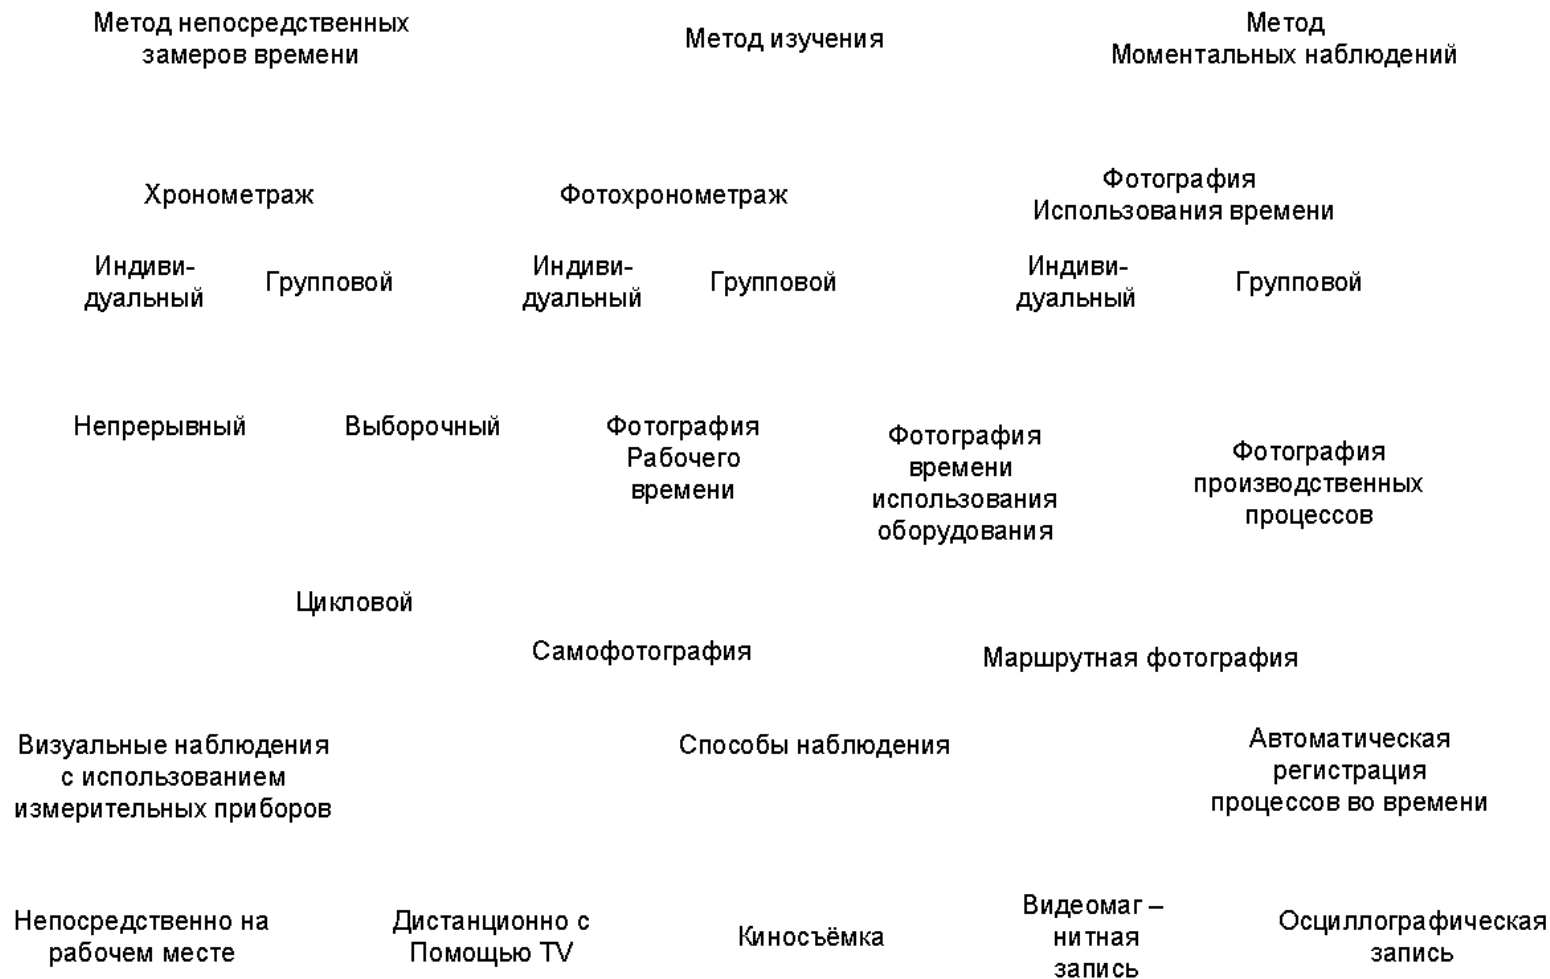 Метод непосредственных
замеров времени
Метод изучения
Метод
Моментальных наблюдений
Хронометраж
Фотохронометраж
Фотография
Использования времени
Индиви-
дуальный
Групповой
Индиви-
дуальный
Групповой
Индиви-
дуальный
Групповой
Непрерывный
Выборочный
Фотография
Рабочего
времени
Фотография
времени
использования
оборудования
Фотография
производственных
процессов
Цикловой
Самофотография
Маршрутная фотография
Визуальные наблюдения
с использованием
измерительных приборов
Способы наблюдения
Автоматическая
регистрация
процессов во времени
Непосредственно на
рабочем месте
Дистанционно с
Помощью TV
Киносъёмка
Видеомаг –
нитная
запись
Осциллографическая
запись